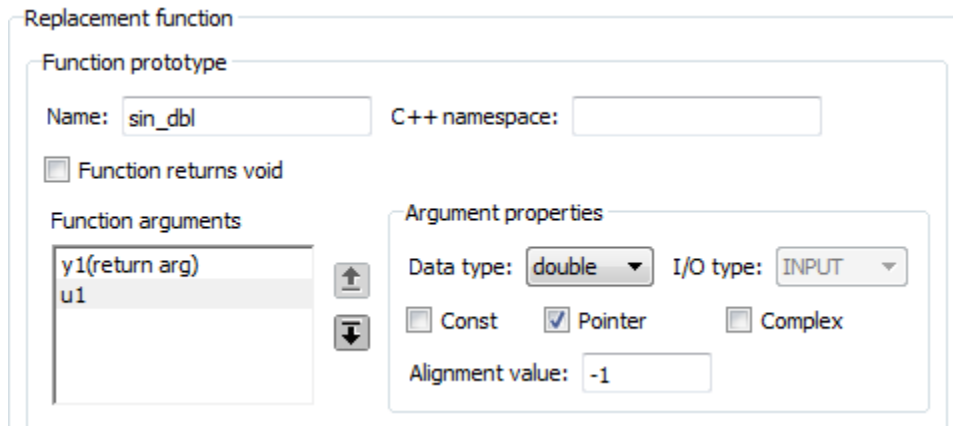 Replacement function
Function prototype
Name: sin_dbl C++ namespace:
Function returns void
Function arguments
Argument properties
y1(return arg)
u1
Data type: double I/O type: INPUT
Const Pointer Complex
Alignment value: -1